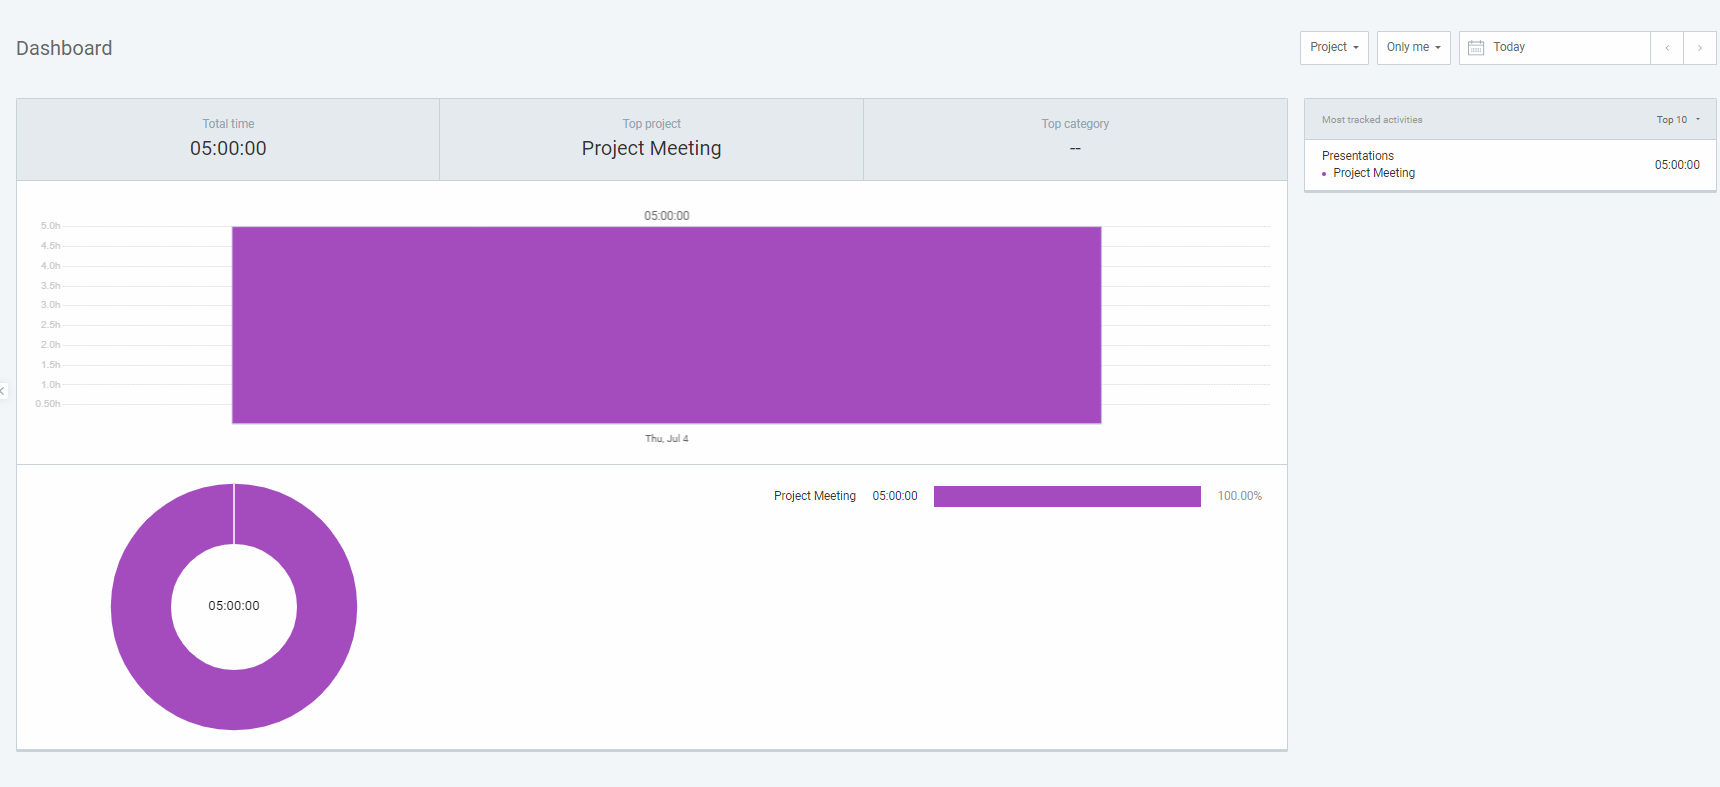 Dashboard
Project
Only me
Today
Total time
05:00:00
Top project
Project Meeting
Top category
--
Most tracked activities
Top 10
Presentations
Project Meeting
05:00:00
05:00:00
5.0h
4.5h
4.0h
3.5h
3.0h
2.5h
2.0h
1.5h
1.0h
0.50h
Thu, Jul 4
Project Meeting 05:00:00 100.00%
05:00:00